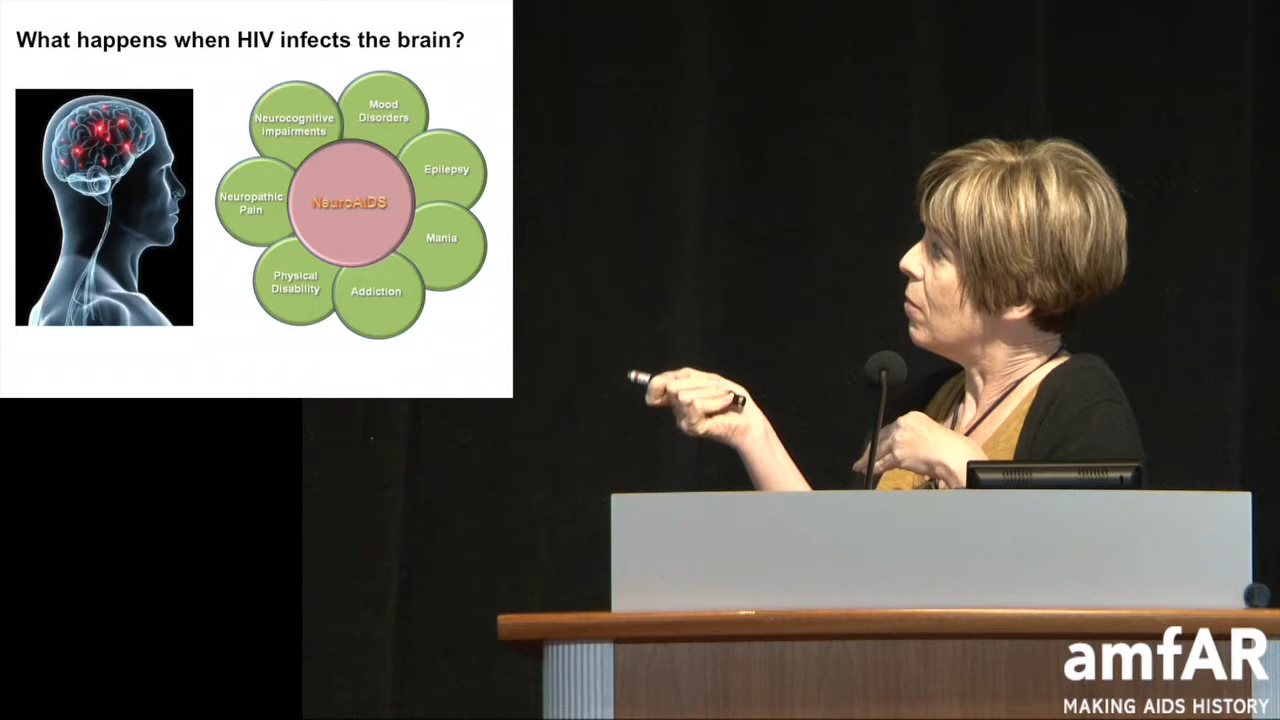 What happens when HIV infects the brain?
Mood
Disorders
Neurocognitive
impairments
Epilepsy
Neuropathic
Pain
NeuroAIDS
Mania
Physical
Disability
Addiction
amfAR
MAKING AIDS HISTORY